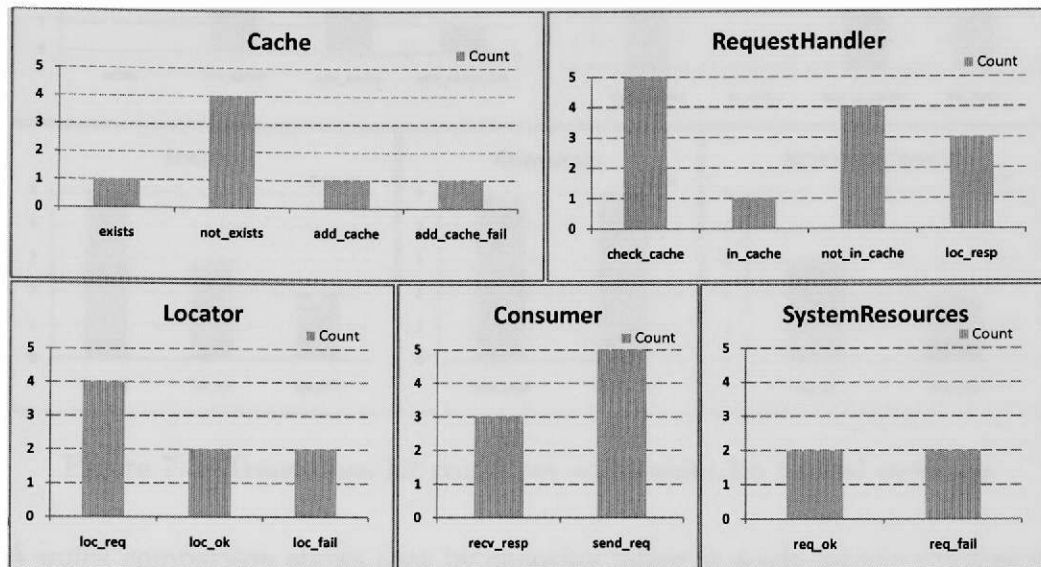 Cache
Count
5
4
3
2
1
0
exists not_exists add_cache add_cache_fail
RequestHandler
Count
5
4
3
2
1
0
check_cache in_cache not_in_cache loc_resp
Locator
Count
5
4
3
2
1
0
loc_req loc_ok loc_fail
Consumer
Count
5
4
3
2
1
0
recv_resp send_req
SystemResources
Count
5
4
3
2
1
0
req_ok req_fail